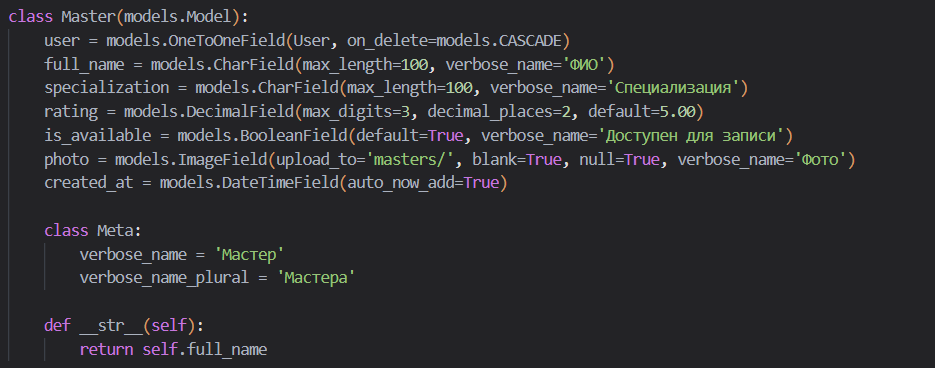 class Master(models.Model):
    user = models.OneToOneField(User, on_delete=models.CASCADE)
    full_name = models.CharField(max_length=100, verbose_name='ФИО')
    specialization = models.CharField(max_length=100, verbose_name='Специализация')
    rating = models.DecimalField(max_digits=3, decimal_places=2, default=5.00)
    is_available = models.BooleanField(default=True, verbose_name='Доступен для записи')
    photo = models.ImageField(upload_to='masters/', blank=True, null=True, verbose_name='Фото')
    created_at = models.DateTimeField(auto_now_add=True)

    class Meta:
        verbose_name = 'Мастер'
        verbose_name_plural = 'Мастера'

    def __str__(self):
        return self.full_name